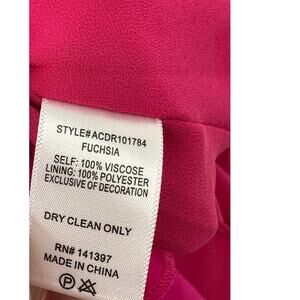 STYLE#ACDR101784
FUCHSIA
SELF: 100% VISCOSE
LINING: 100% POLYESTER
EXCLUSIVE OF DECORATION
DRY CLEAN ONLY
RN# 141397
MADE IN CHINA
P